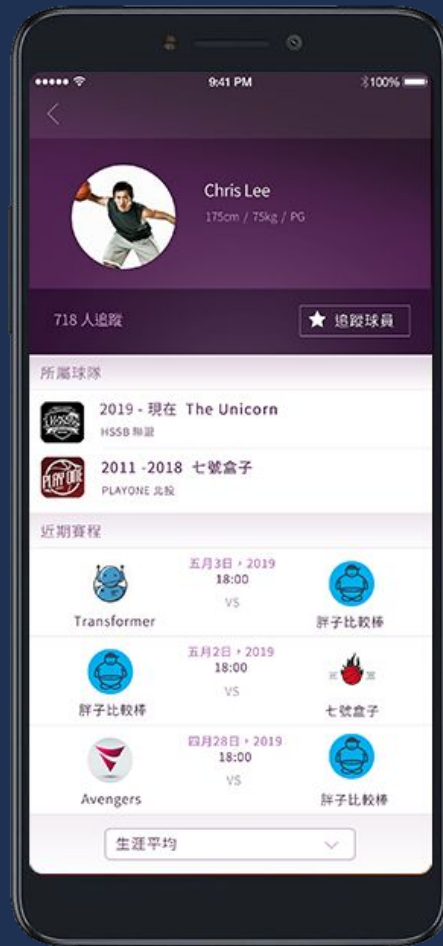 9:41 PM
100%
Chris Lee
175cm / 75kg / PG
718 人追蹤
追蹤球員
所屬球隊
2019 - 現在 The Unicorn
HSSB 聯盟
2011 -2018 七號盒子
PLAY ONE
PLAYONE 北投
近期賽程
五月3日，2019
18:00
VS
Transformer
胖子比較棒
五月2日，2019
18:00
VS
胖子比較棒
七號盒子
四月28日，2019
18:00
VS
Avengers
胖子比較棒
生涯平均